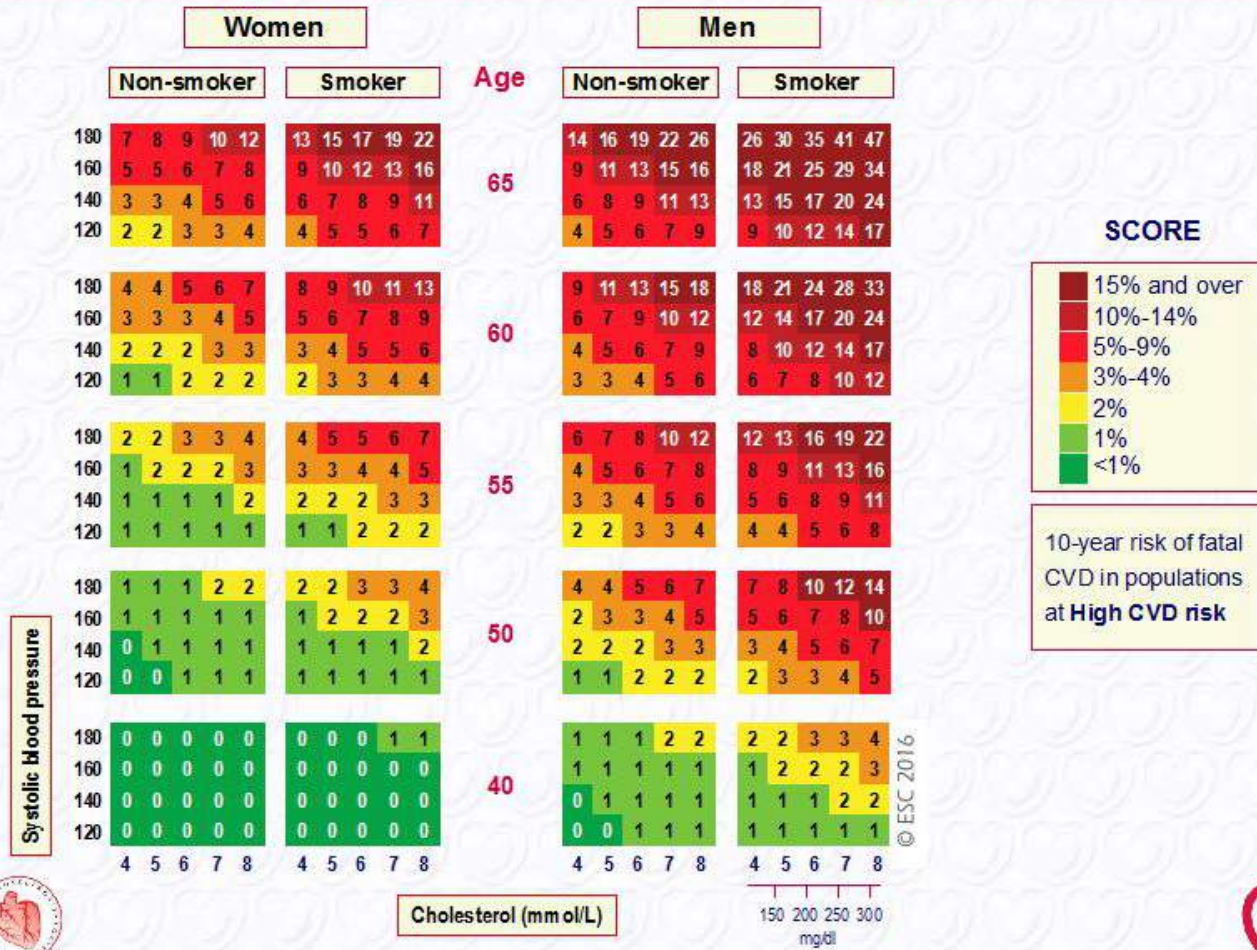 Women Men
Non-smoker Smoker Age Non-smoker Smoker
180 7 8 9 10 12 13 15 17 19 22 14 16 19 22 26 26 30 35 41 47
160 5 5 6 7 8 9 10 12 13 16 9 11 13 15 16 18 21 25 29 34
65
140 3 3 4 5 6 6 7 8 9 11 6 8 9 11 13 13 15 17 20 24
120 2 2 3 3 4 4 5 5 6 7 4 5 6 7 9 9 10 12 14 17
180 4 4 5 6 7 8 9 10 11 13 9 11 13 15 18 18 21 24 28 33
160 3 3 3 4 5 5 6 7 8 9 6 7 9 10 12 12 14 17 20 24
60
140 2 2 2 3 3 3 4 5 5 6 4 5 6 7 9 8 10 12 14 17
120 1 1 2 2 2 2 3 3 4 4 3 3 4 5 6 6 7 8 10 12
180 2 2 3 3 4 4 5 5 6 7 6 7 8 10 12 12 13 16 19 22
160 1 2 2 2 3 3 3 4 4 5 4 5 6 7 8 8 9 11 13 16
55
140 1 1 1 1 2 2 2 2 3 3 3 3 4 5 6 5 6 8 9 11
120 1 1 1 1 1 1 1 2 2 2 2 2 3 3 4 4 4 5 6 8
180 1 1 1 2 2 2 2 3 3 4 4 4 5 6 7 7 8 10 12 14
160 1 1 1 1 1 1 2 2 2 3 2 3 3 4 5 5 6 7 8 10
50
140 0 1 1 1 1 1 1 1 1 2 2 2 2 3 3 3 4 5 6 7
120 0 0 1 1 1 1 1 1 1 1 1 1 2 2 2 2 3 3 4 5
180 0 0 0 0 0 0 0 0 1 1 1 1 1 2 2 2 2 3 3 4
160 0 0 0 0 0 0 0 0 0 0 1 1 1 1 1 1 2 2 2 3
40
140 0 0 0 0 0 0 0 0 0 0 0 1 1 1 1 1 1 1 2 2
120 0 0 0 0 0 0 0 0 0 0 0 0 1 1 1 1 1 1 1 1
4 5 6 7 8 4 5 6 7 8 4 5 6 7 8
Systolic blood pressure
Cholesterol (mmol/L)
150 200 250 300
mg/dl
© ESC 2016
SCORE
15% and over
10%-14%
5%-9%
3%-4%
2%
1%
<1%
10-year risk of fatal
CVD in populations
at High CVD risk